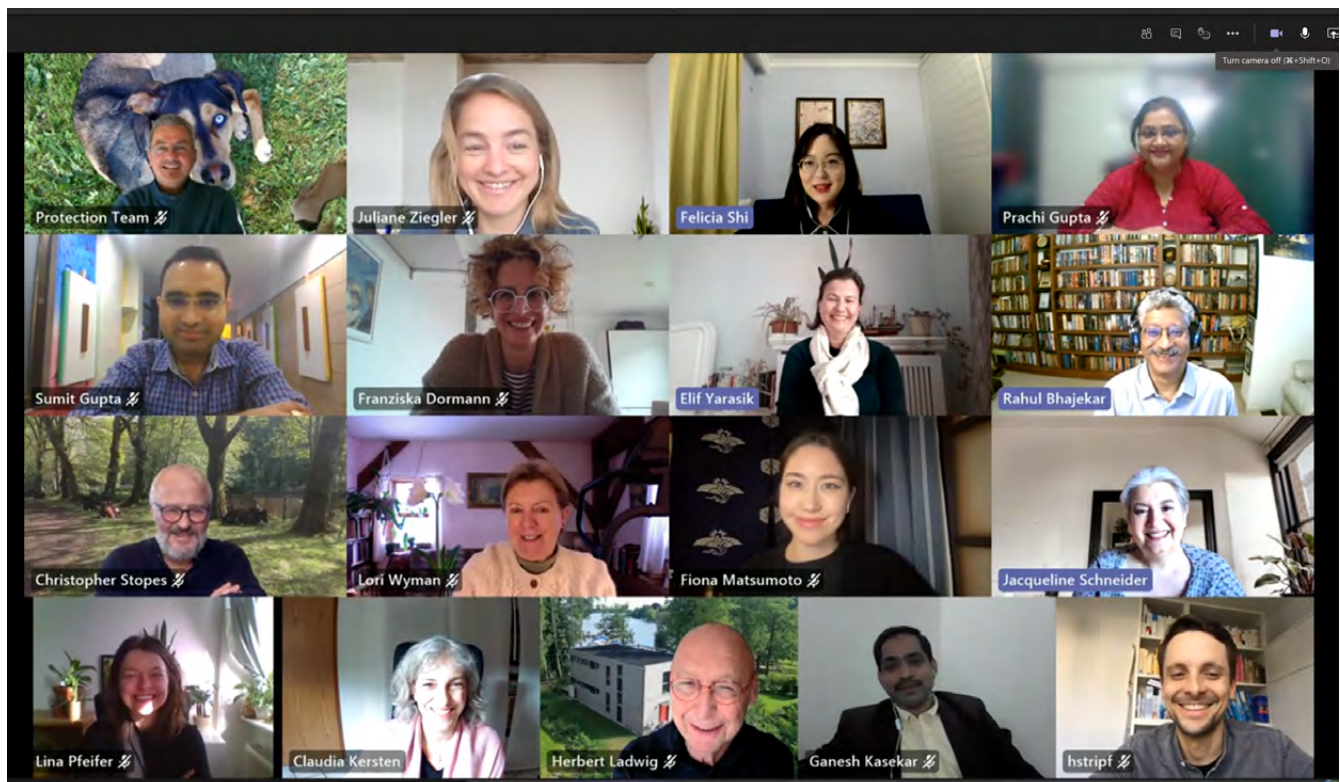 Turn camera off (⌘+Shift+O)
Protection Team
Juliane Ziegler
Felicia Shi
Prachi Gupta
Sumit Gupta
Franziska Dormann
Elif Yarasik
Rahul Bhajekar
Christopher Stopes
Lori Wyman
Fiona Matsumoto
Jacqueline Schneider
Lina Pfeifer
Claudia Kersten
Herbert Ladwig
Ganesh Kasekar
hstripf